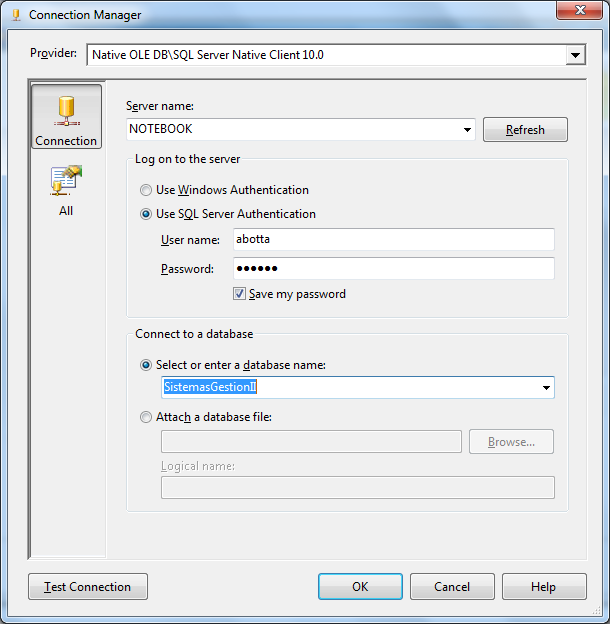 Connection Manager
Provider: Native OLE DB\SQL Server Native Client 10.0
Connection
All
Server name:
NOTEBOOK Refresh
Log on to the server
Use Windows Authentication
Use SQL Server Authentication
User name: abotta
Password: ●●●●●●
Save my password
Connect to a database
Select or enter a database name:
SistemasGestionII
Attach a database file:
Browse...
Logical name:
Test Connection OK Cancel Help